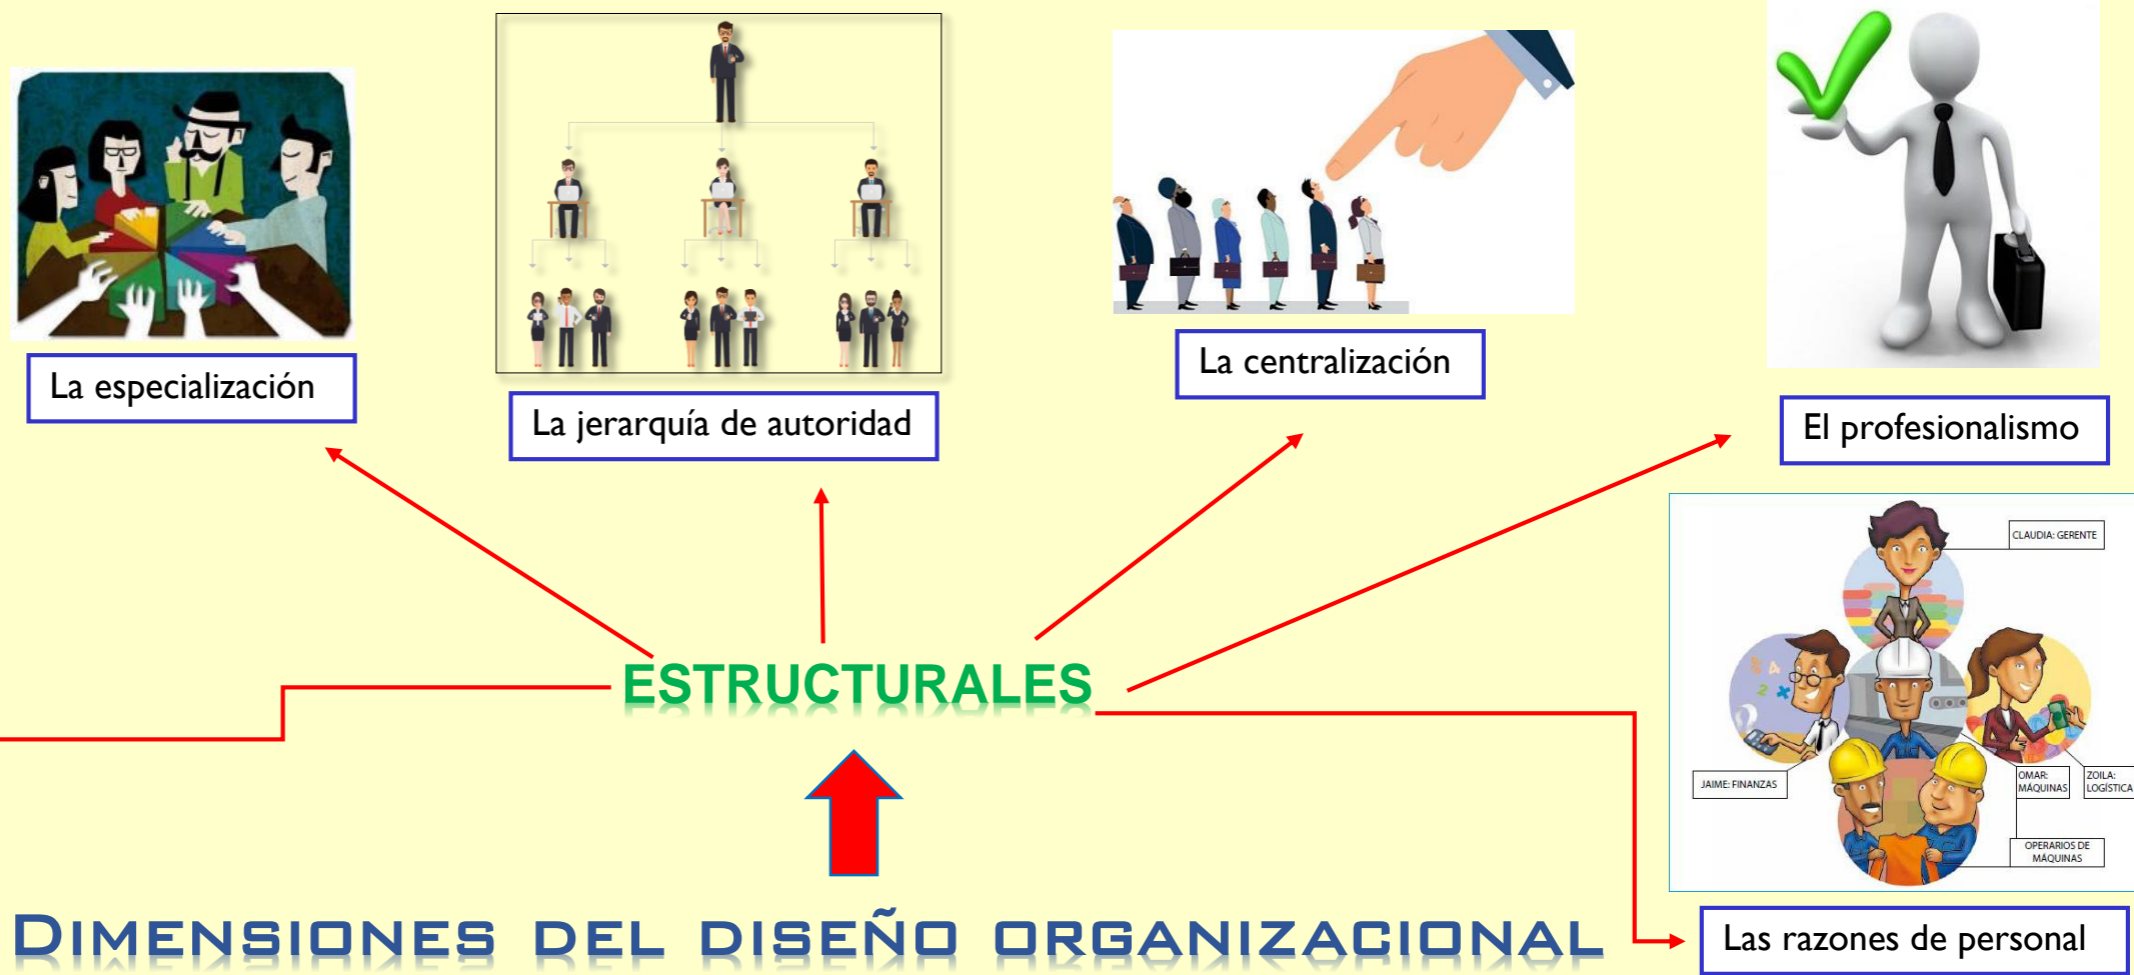 La especialización
La jerarquía de autoridad
La centralización
El profesionalismo
CLAUDIA: GERENTE
ESTRUCTURALES
JAIME: FINANZAS
OMAR:
MÁQUINAS
ZOILA:
LOGÍSTICA
OPERARIOS DE
MÁQUINAS
DIMENSIONES DEL DISEÑO ORGANIZACIONAL
Las razones de personal